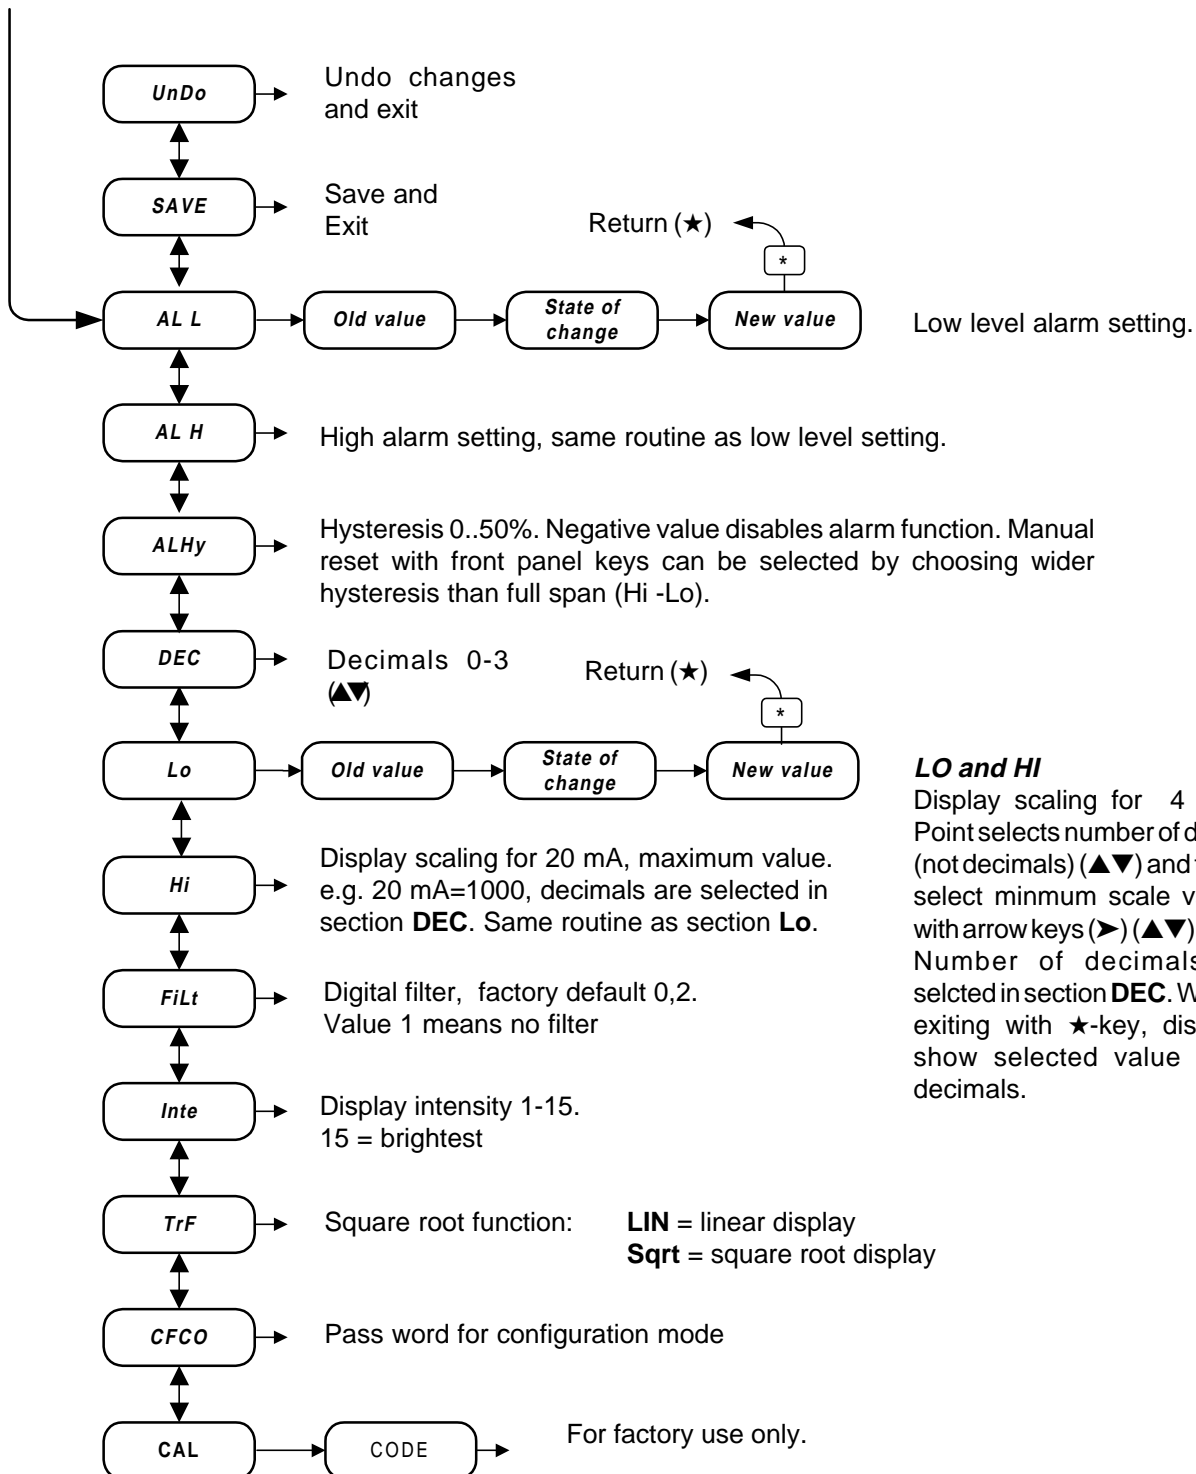 UnDo
Undo changes
and exit
SAVE
Save and
Exit
Return (★)
*
AL L
Old value
State of
change
New value
Low level alarm setting.
AL H
High alarm setting, same routine as low level setting.
ALHy
Hysteresis 0..50%. Negative value disables alarm function. Manual
reset with front panel keys can be selected by choosing wider
hysteresis than full span (Hi -Lo).
DEC
Decimals 0-3
(▲▼)
Return (★)
*
Lo
Old value
State of
change
New value
LO and HI
Display scaling for 4
Point selects number of d
(not decimals) (▲▼) and
select minmum scale v
with arrow keys (➤) (▲▼)
Number of decimals
selcted in section DEC. W
exiting with ★-key, dis
show selected value
decimals.
Hi
Display scaling for 20 mA, maximum value.
e.g. 20 mA=1000, decimals are selected in
section DEC. Same routine as section Lo.
FiLt
Digital filter, factory default 0,2.
Value 1 means no filter
Inte
Display intensity 1-15.
15 = brightest
TrF
Square root function:
LIN = linear display
Sqrt = square root display
CFCO
Pass word for configuration mode
CAL
CODE
For factory use only.